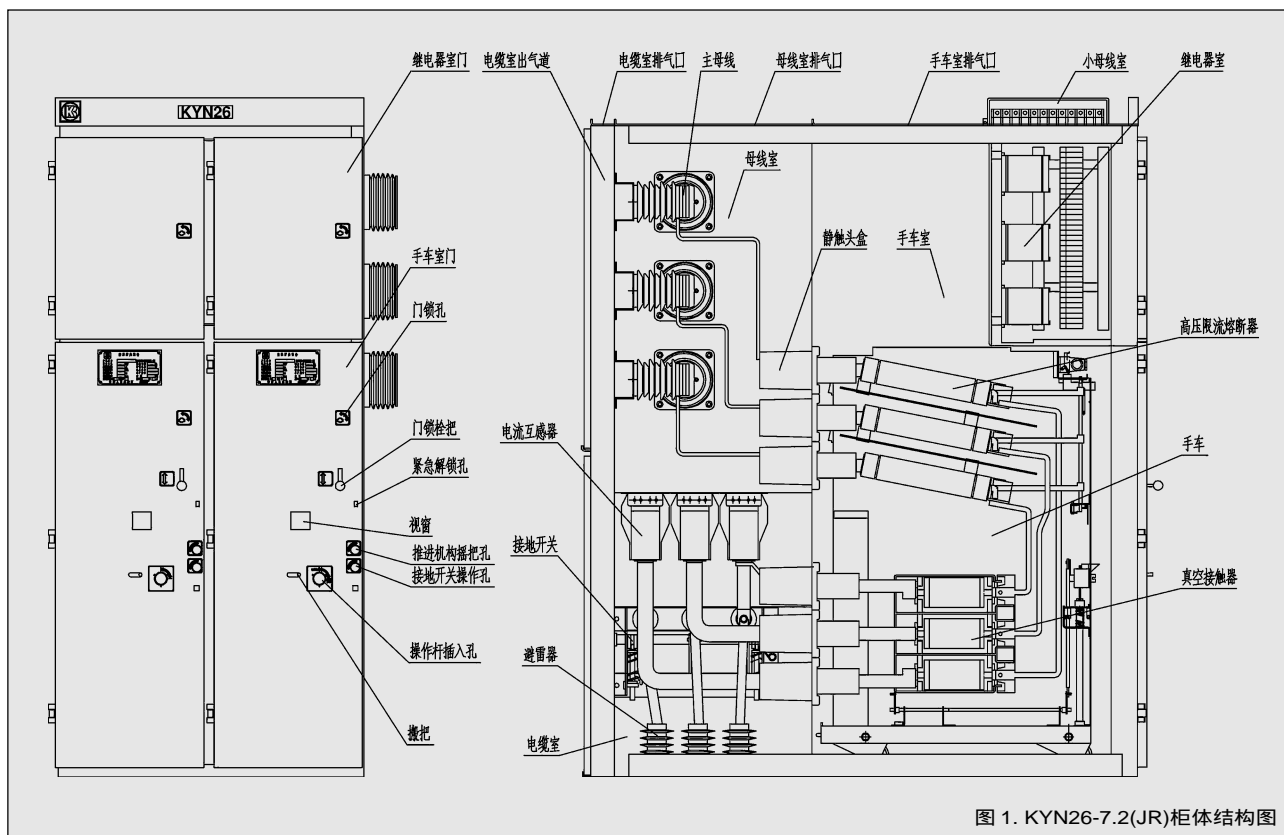 继电器室门
电缆室出气道
电缆室排气口
主母线
母线室排气口
手车室排气口
小母线室
继电器室
KYN26
母线室
静触头盒
手车室
手车室门
门锁孔
高压限流熔断器
门锁栓把
电流互感器
手车
紧急解锁孔
视窗
接地开关
推进机构摇把孔
接地开关操作孔
真空接触器
操作杆插入孔
避雷器
搬把
电缆室
图 1. KYN26-7.2(JR)柜体结构图